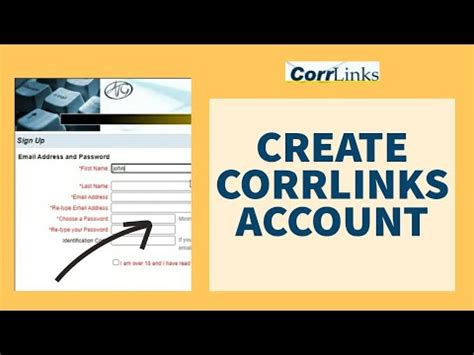 CorrLinks
Sign Up
Email Address and Password
*First Name john
*Last Name
*Email Address
*Re-type Email Address
*Choose a Password
*Re-type your Password
Identification Cod
If you
email
I am over 18 and I have read
CREATE
CORRLINKS
ACCOUNT